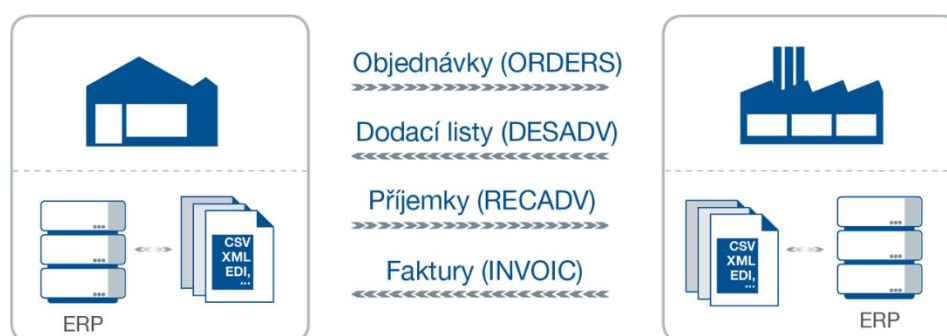 Objednávky (ORDERS)
Dodací listy (DESADV)
Příjemky (RECADV)
Faktury (INVOIC)
CSV
XML
EDI,
...
ERP
CSV
XML
EDI,
...
ERP